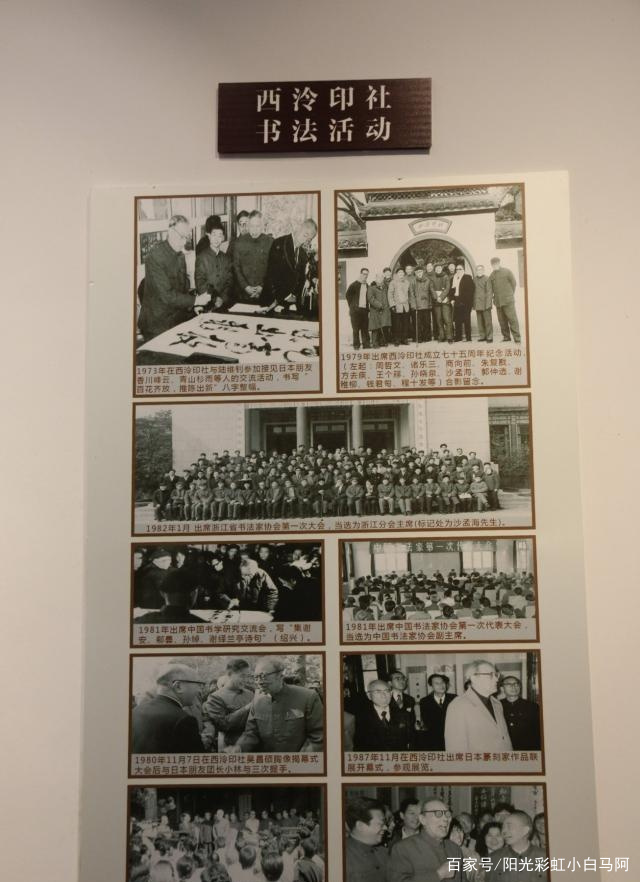 西泠印社
书法活动
1973年在西泠印社与陆维钊参加接见日本朋友
香川峰云、青山杉雨等人的交流活动，书写“
百花齐放，推陈出新”八字整幅。
1979年出席西泠印社成立七十五周年纪念活动，
（左起：周哲文、诸乐三、商向前、朱复戡、
方去疾、王个簃、孙晓泉、沙孟海、郭仲选、谢
稚柳、钱君匋、程十发等）合影留念。
1982年1月 出席浙江省书法家协会第一次大会，当选为浙江分会主席(标记处为沙孟海先生)。
1981年出席中国书学研究交流会，写“集谢
安、郗昙、孙绰、谢绎兰亭诗句”（绍兴）。
书法家第一次代表大会
1981年出席中国书法家协会第一次代表大会，
当选为中国书法家协会副主席。
1980年11月7日在西泠印社吴昌硕胸像揭幕式
大会后与日本朋友团长小林与三次握手。
1987年11月在西泠印社出席日本篆刻家作品联
展开幕式，参观展览。
百家号/阳光彩虹小白马阿